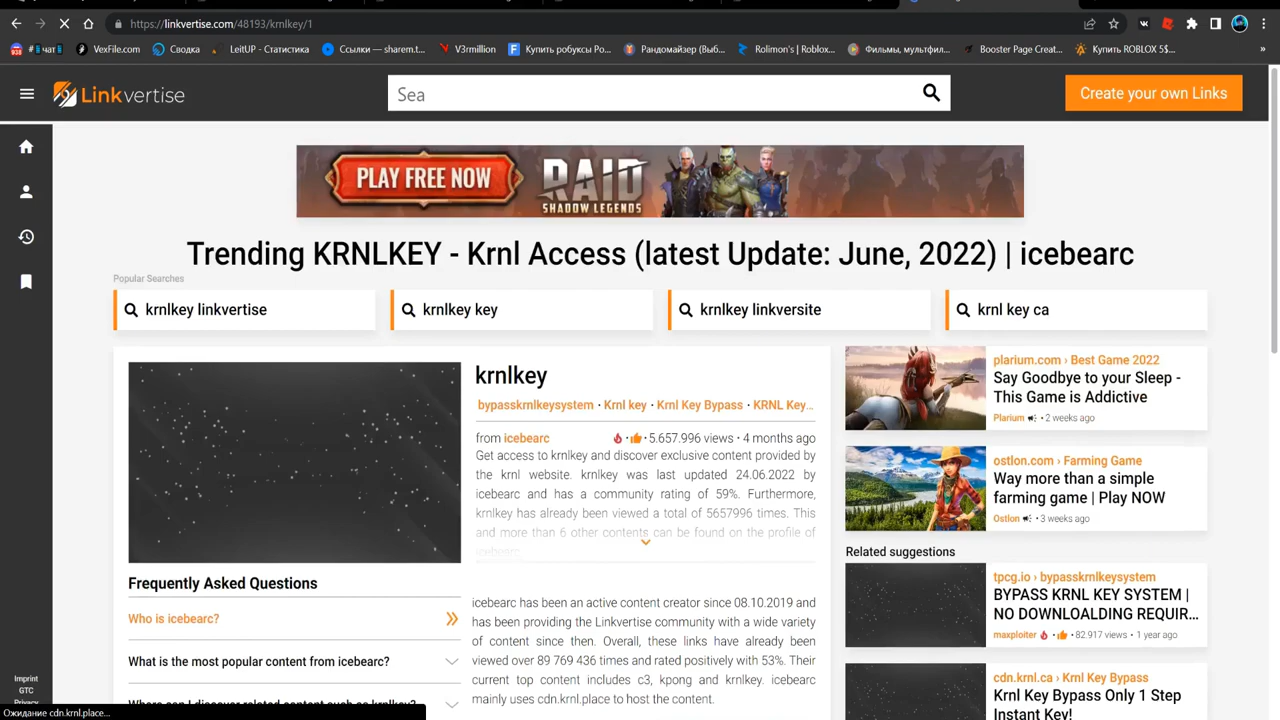 https://linkvertise.com/48193/krnlkey/1
чат
VexFile.com
Сводка
LeitUP - Статистика
Ссылки — sharem.t...
V3rmillion
Купить робуксы Ро...
Рандомайзер (Выб...
Rolimon's | Roblox...
Фильмы, мультфил...
Booster Page Creat...
Купить ROBLOX 5$...
»
Linkvertise
Sea
Create your own Links
PLAY FREE NOW
RAID
SHADOW LEGENDS
Trending KRNLKEY - Krnl Access (latest Update: June, 2022) | icebearc
Popular Searches
krnlkey linkvertise
krnlkey key
krnlkey linkversite
krnl key ca
krnlkey
bypasskrnlkeysystem · Krnl key · Krnl Key Bypass · KRNL Key...
from icebearc
· 5.657.996 views · 4 months ago
Get access to krnlkey and discover exclusive content provided by
the krnl website. krnlkey was last updated 24.06.2022 by
icebearc and has a community rating of 59%. Furthermore,
krnlkey has already been viewed a total of 5657996 times. This
and more than 6 other contents can be found on the profile of
icebearc.
plarium.com › Best Game 2022
Say Goodbye to your Sleep -
This Game is Addictive
Plarium • 2 weeks ago
ostlon.com › Farming Game
Way more than a simple
farming game | Play NOW
Ostlon • 3 weeks ago
Related suggestions
tpcg.io › bypasskrnlkeysystem
BYPASS KRNL KEY SYSTEM |
NO DOWNLOALDING REQUIR...
maxploiter · 82.917 views • 1 year ago
cdn.krnl.ca › Krnl Key Bypass
Krnl Key Bypass Only 1 Step
Instant Key!
Frequently Asked Questions
Who is icebearc?
What is the most popular content from icebearc?
Where can I discover related content such as krnlkey?
icebearc has been an active content creator since 08.10.2019 and
has been providing the Linkvertise community with a wide variety
of content since then. Overall, these links have already been
viewed over 89 769 436 times and rated positively with 53%. Their
current top content includes c3, kpong and krnlkey. icebearc
mainly uses cdn.krnl.place to host the content.
Imprint
GTC
Privacy
Ожидание cdn.krnl.place...